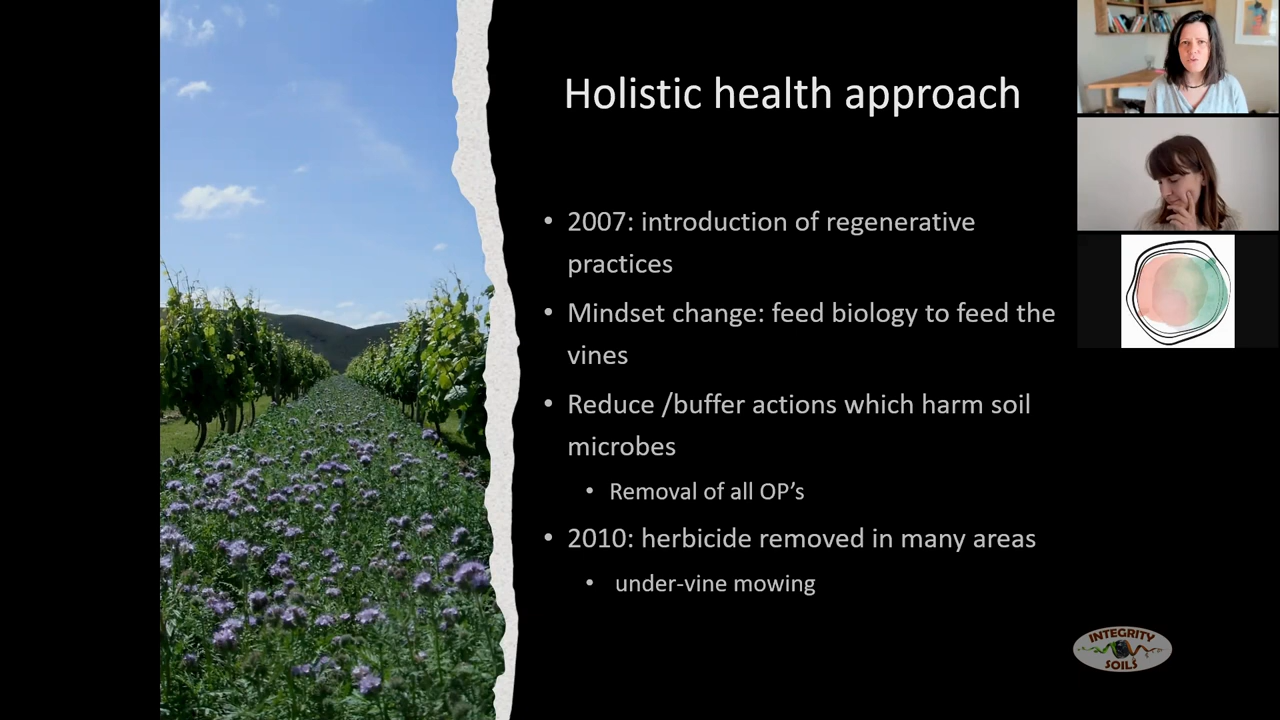 Holistic health approach
• 2007: introduction of regenerative
practices
• Mindset change: feed biology to feed the
vines
• Reduce /buffer actions which harm soil
microbes
• Removal of all OP’s
• 2010: herbicide removed in many areas
• under-vine mowing
INTEGRITY
SOILS